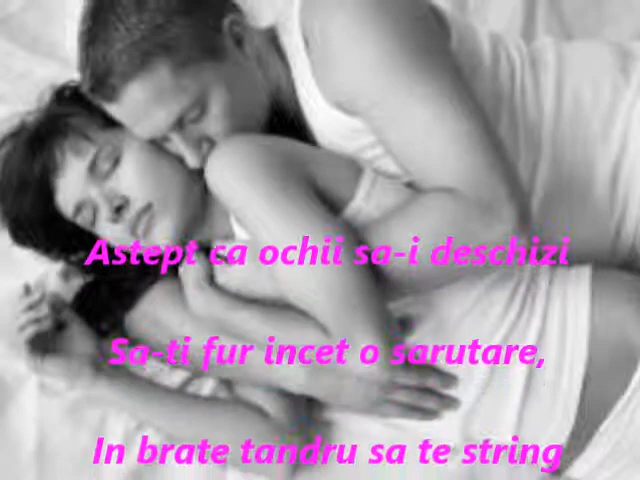 Astept ca ochii sa-i deschizi
Sa-ti fur incet o sarutare,
In brate tandru sa te string